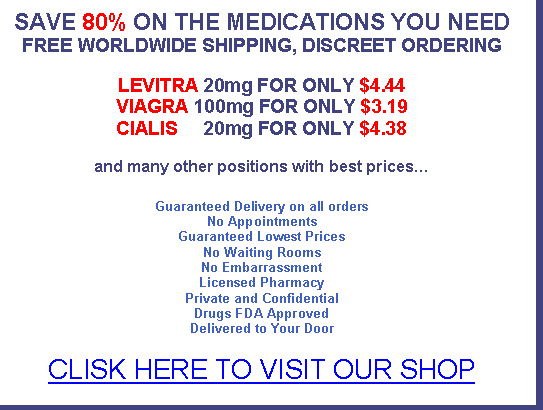 SAVE 80% ON THE MEDICATIONS YOU NEED
FREE WORLDWIDE SHIPPING, DISCREET ORDERING
LEVITRA 20mg FOR ONLY $4.44
VIAGRA 100mg FOR ONLY $3.19
CIALIS 20mg FOR ONLY $4.38
and many other positions with best prices...
Guaranteed Delivery on all orders
No Appointments
Guaranteed Lowest Prices
No Waiting Rooms
No Embarrassment
Licensed Pharmacy
Private and Confidential
Drugs FDA Approved
Delivered to Your Door
CLISK HERE TO VISIT OUR SHOP